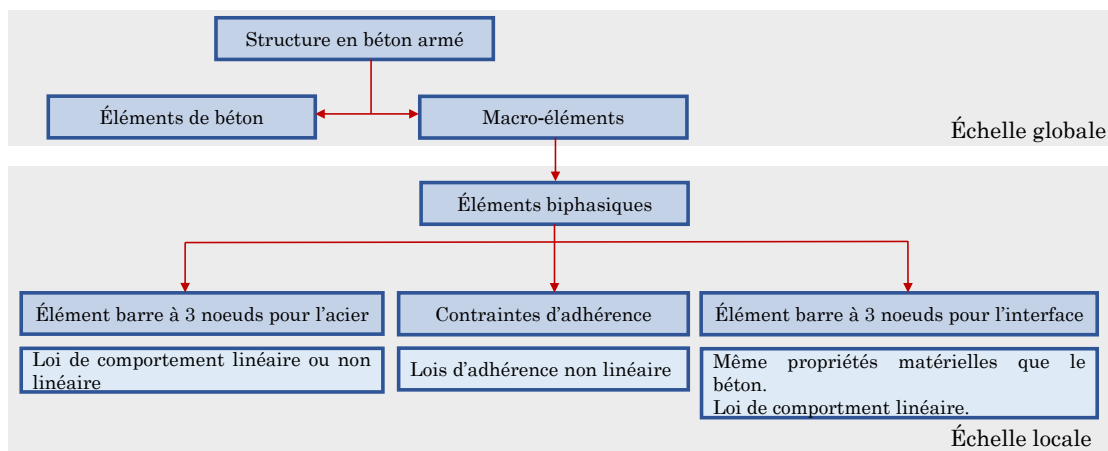 Structure en béton armé
Éléments de béton
Macro-éléments
Échelle globale
Éléments biphasiques
Élément barre à 3 noeuds pour l'acier
Contraintes d'adhérence
Élément barre à 3 noeuds pour l'interface
Loi de comportement linéaire ou non
linéaire
Lois d'adhérence non linéaire
Même propriétés matérielles que le
béton.
Loi de comportment linéaire.
Échelle locale